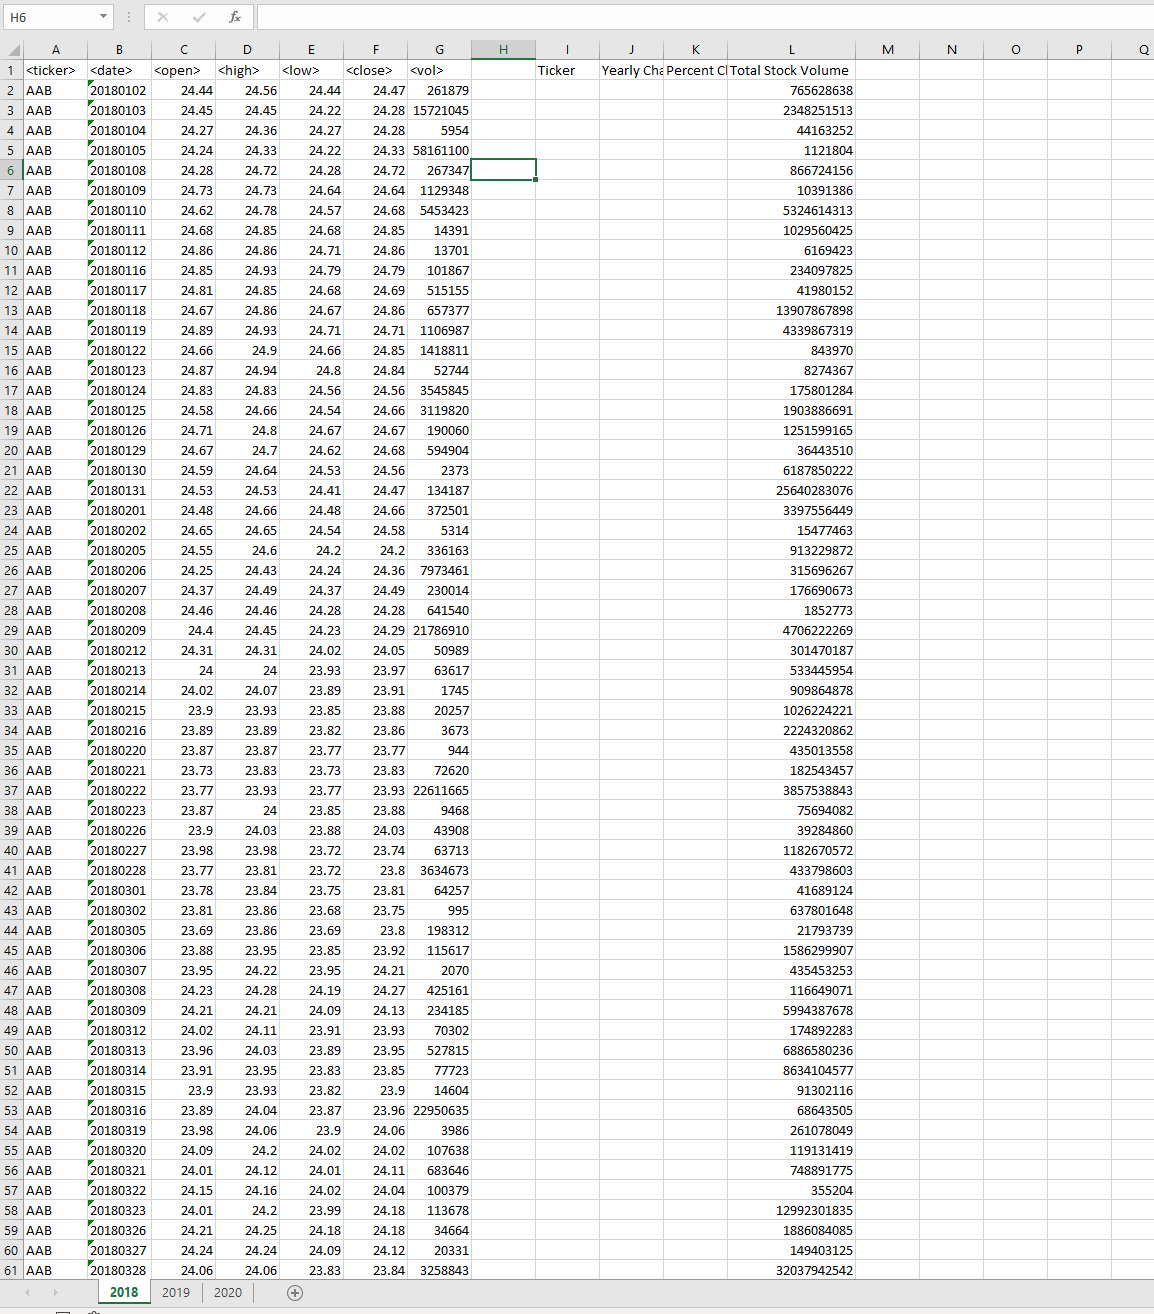 H6 fx
A B C D E F G H I J K L M N O P Q
1 <ticker> <date> <open> <high> <low> <close> <vol> Ticker Yearly Cha Percent Cl Total Stock Volume
2 AAB 20180102 24.44 24.56 24.44 24.47 261879 765628638
3 AAB 20180103 24.45 24.45 24.22 24.28 15721045 2348251513
4 AAB 20180104 24.27 24.36 24.27 24.28 5954 44163252
5 AAB 20180105 24.24 24.33 24.22 24.33 58161100 1121804
6 AAB 20180108 24.28 24.72 24.28 24.72 267347 866724156
7 AAB 20180109 24.73 24.73 24.64 24.64 1129348 10391386
8 AAB 20180110 24.62 24.78 24.57 24.68 5453423 5324614313
9 AAB 20180111 24.68 24.85 24.68 24.85 14391 1029560425
10 AAB 20180112 24.86 24.86 24.71 24.86 13701 6169423
11 AAB 20180116 24.85 24.93 24.79 24.79 101867 234097825
12 AAB 20180117 24.81 24.85 24.68 24.69 515155 41980152
13 AAB 20180118 24.67 24.86 24.67 24.86 657377 13907867898
14 AAB 20180119 24.89 24.93 24.71 24.71 1106987 4339867319
15 AAB 20180122 24.66 24.9 24.66 24.85 1418811 843970
16 AAB 20180123 24.87 24.94 24.8 24.84 52744 8274367
17 AAB 20180124 24.83 24.83 24.56 24.56 3545845 175801284
18 AAB 20180125 24.58 24.66 24.54 24.66 3119820 1903886691
19 AAB 20180126 24.71 24.8 24.67 24.67 190060 1251599165
20 AAB 20180129 24.67 24.7 24.62 24.68 594904 36443510
21 AAB 20180130 24.59 24.64 24.53 24.56 2373 6187850222
22 AAB 20180131 24.53 24.53 24.41 24.47 134187 25640283076
23 AAB 20180201 24.48 24.66 24.48 24.66 372501 3397556449
24 AAB 20180202 24.65 24.65 24.54 24.58 5314 15477463
25 AAB 20180205 24.55 24.6 24.2 24.2 336163 913229872
26 AAB 20180206 24.25 24.43 24.24 24.36 7973461 315696267
27 AAB 20180207 24.37 24.49 24.37 24.49 230014 176690673
28 AAB 20180208 24.46 24.46 24.28 24.28 641540 1852773
29 AAB 20180209 24.4 24.45 24.23 24.29 21786910 4706222269
30 AAB 20180212 24.31 24.31 24.02 24.05 50989 301470187
31 AAB 20180213 24 24 23.93 23.97 63617 533445954
32 AAB 20180214 24.02 24.07 23.89 23.91 1745 909864878
33 AAB 20180215 23.9 23.93 23.85 23.88 20257 1026224221
34 AAB 20180216 23.89 23.89 23.82 23.86 3673 2224320862
35 AAB 20180220 23.87 23.87 23.77 23.77 944 435013558
36 AAB 20180221 23.73 23.83 23.73 23.83 72620 182543457
37 AAB 20180222 23.77 23.93 23.77 23.93 22611665 3857538843
38 AAB 20180223 23.87 24 23.85 23.88 9468 75694082
39 AAB 20180226 23.9 24.03 23.88 24.03 43908 39284860
40 AAB 20180227 23.98 23.98 23.72 23.74 63713 1182670572
41 AAB 20180228 23.77 23.81 23.72 23.8 3634673 433798603
42 AAB 20180301 23.78 23.84 23.75 23.81 64257 41689124
43 AAB 20180302 23.81 23.86 23.68 23.75 995 637801648
44 AAB 20180305 23.69 23.86 23.69 23.8 198312 21793739
45 AAB 20180306 23.88 23.95 23.85 23.92 115617 1586299907
46 AAB 20180307 23.95 24.22 23.95 24.21 2070 435453253
47 AAB 20180308 24.23 24.28 24.19 24.27 425161 116649071
48 AAB 20180309 24.21 24.21 24.09 24.13 234185 5994387678
49 AAB 20180312 24.02 24.11 23.91 23.93 70302 174892283
50 AAB 20180313 23.96 24.03 23.89 23.95 527815 6886580236
51 AAB 20180314 23.91 23.95 23.83 23.85 77723 8634104577
52 AAB 20180315 23.9 23.93 23.82 23.9 14604 91302116
53 AAB 20180316 23.89 24.04 23.87 23.96 22950635 68643505
54 AAB 20180319 23.98 24.06 23.9 24.06 3986 261078049
55 AAB 20180320 24.09 24.2 24.02 24.02 107638 119131419
56 AAB 20180321 24.01 24.12 24.01 24.11 683646 748891775
57 AAB 20180322 24.15 24.16 24.02 24.04 100379 355204
58 AAB 20180323 24.01 24.2 23.99 24.18 113678 12992301835
59 AAB 20180326 24.21 24.25 24.18 24.18 34664 1886084085
60 AAB 20180327 24.24 24.24 24.09 24.12 20331 149403125
61 AAB 20180328 24.06 24.06 23.83 23.84 3258843 32037942542
2018 2019 2020